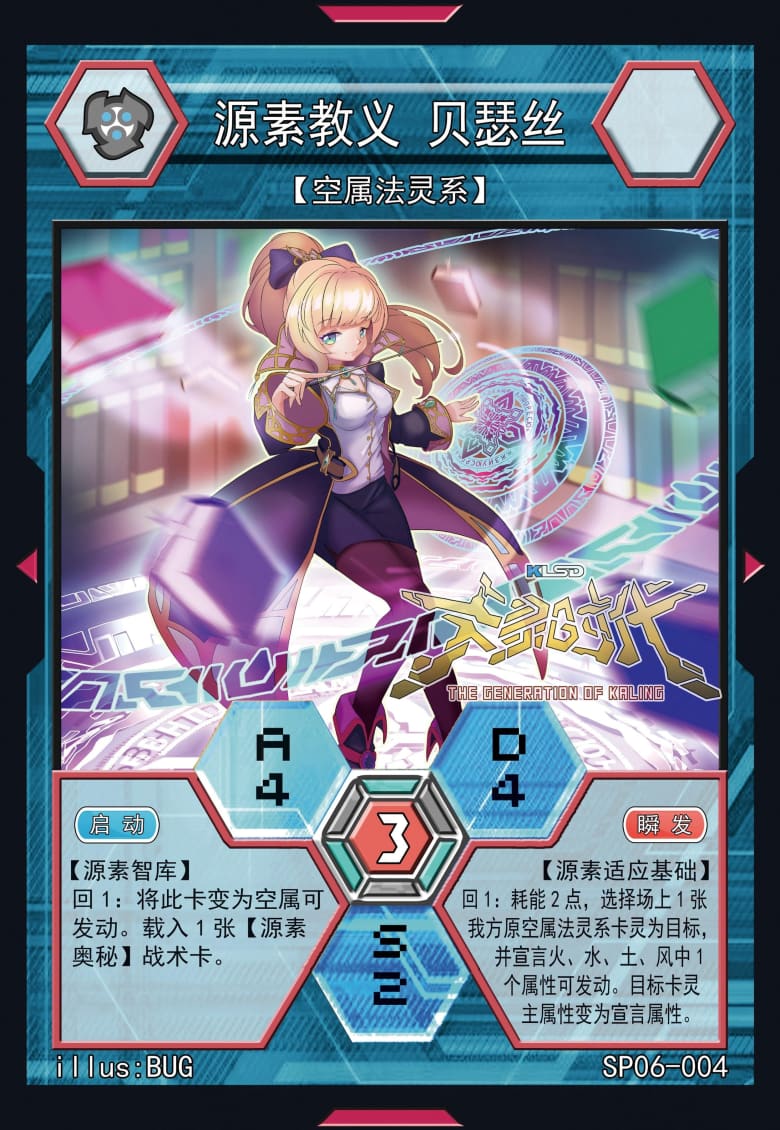 源素教义 贝瑟丝
【空属法灵系】
KLSD
THE GENERATION OF KALING
A
4
D
4
3
S
2
启动
【源素智库】
回1：将此卡变为空属可
发动。载入1张【源素
奥秘】战术卡。
瞬发
【源素适应基础】
回1：耗能2点，选择场上1张
我方原空属法灵系卡灵为目标，
并宣言火、水、土、风中1
个属性可发动。目标卡灵
主属性变为宣言属性。
illus:BUG
SP06-004